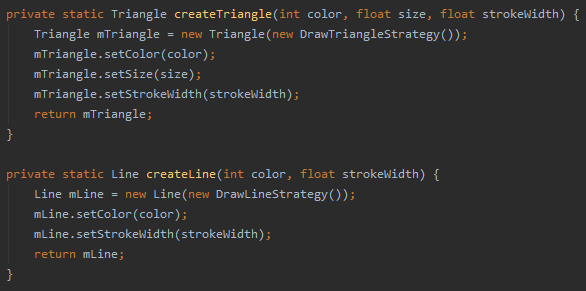 private static Triangle createTriangle(int color, float size, float strokeWidth) {
    Triangle mTriangle = new Triangle(new DrawTriangleStrategy());
    mTriangle.setColor(color);
    mTriangle.setSize(size);
    mTriangle.setStrokeWidth(strokeWidth);
    return mTriangle;
}
private static Line createLine(int color, float strokeWidth) {
    Line mLine = new Line(new DrawLineStrategy());
    mLine.setColor(color);
    mLine.setStrokeWidth(strokeWidth);
    return mLine;
}